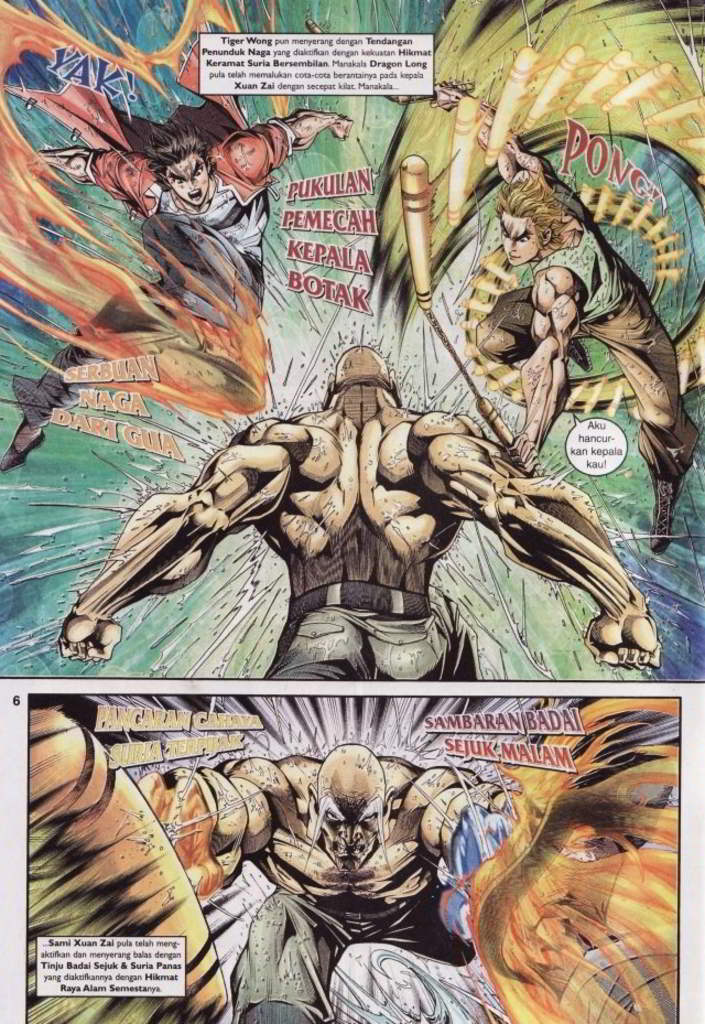 Tiger Wong pun menyerang dengan Tendangan
Penunduk Naga yang diaktifkan dengan kekuatan Hikmat
Keramat Suria Bersembilan. Manakala Dragon Long
pula telah memalukan cota-cota berantainya pada kepala
Xuan Zai dengan secepat kilat. Manakala...
YAK!
PONG!
PUKULAN
PEMECAH
KEPALA
BOTAK
SERBUAN
NAGA
DARI GUA
Aku
hancur-
kan kepala
kau!
6
PANCARAN CAHAYA
SURIA TERPIJAK
SAMBARAN BADAI
SEJUK MALAM
...Sami Xuan Zai pula telah meng-
aktifkan dan menyerang balas dengan
Tinju Badai Sejuk & Suria Panas
yang diaktifkannya dengan Hikmat
Raya Alam Semestanya.